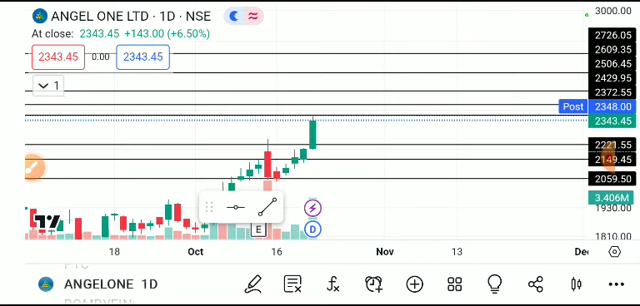 ANGEL ONE LTD · 1D · NSE
At close: 2343.45 +143.00 (+6.50%)
2343.45 0.00 2343.45
1
3000.00
2726.05
2609.35
2506.45
2429.95
2372.55
Post 2348.00
2343.45
2221.55
2149.45
2059.50
3.406M
1930.00
1810.00
E D
18 Oct 16 Nov 13 Dec
ANGELONE 1D